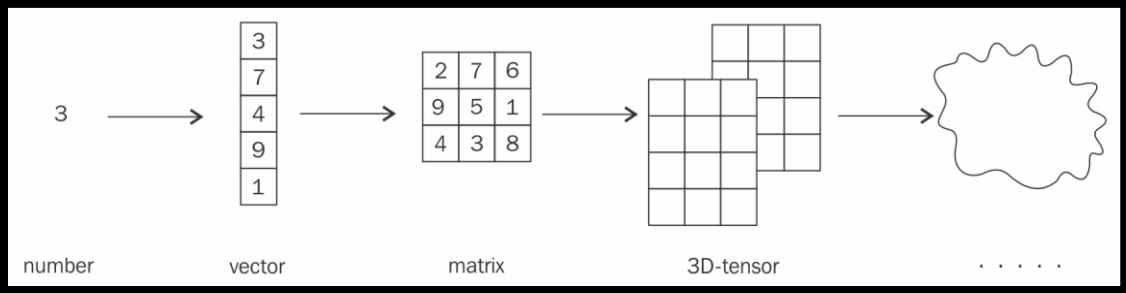 3
3
7
4
9
1
2 7 6
9 5 1
4 3 8
number vector matrix 3D-tensor . . . . .